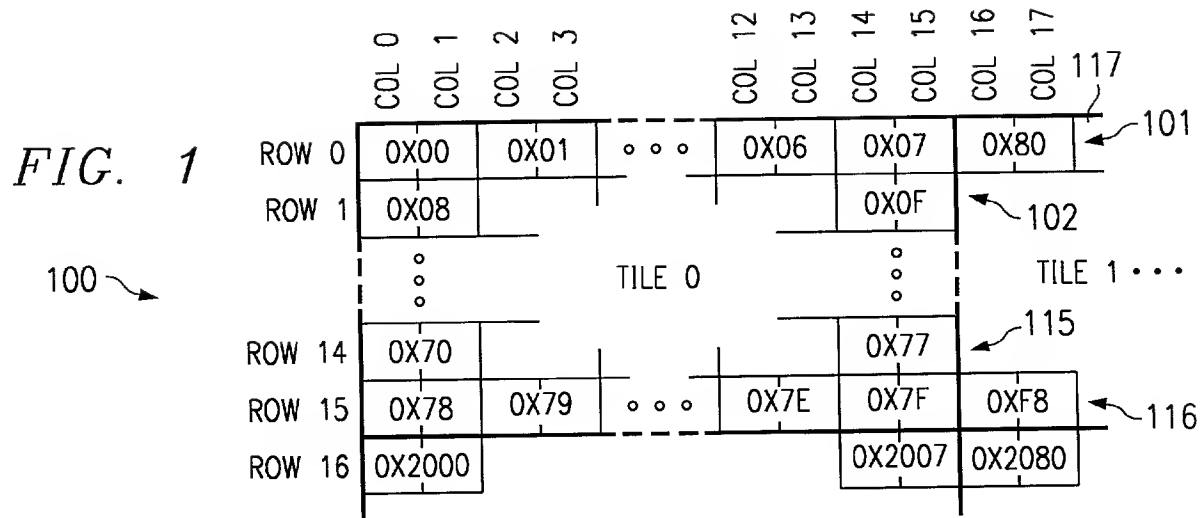 COL 0 COL 1 COL 2 COL 3 COL 12 COL 13 COL 14 COL 15 COL 16 COL 17
117
FIG. 1
ROW 0 0X00 0X01 0X06 0X07 0X80 101
ROW 1 0X08 0X0F 102
100 TILE 0 TILE 1
ROW 14 0X70 0X77 115
ROW 15 0X78 0X79 0X7E 0X7F 0XF8 116
ROW 16 0X2000 0X2007 0X2080